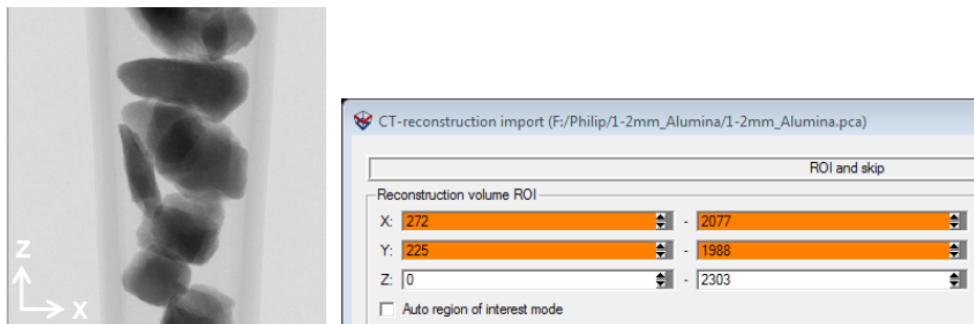 Z
X
CT-reconstruction import (F:/Philip/1-2mm_Alumina/1-2mm_Alumina.pca)
ROI and skip
Reconstruction volume ROI
X: 272 - 2077
Y: 225 - 1988
Z: 0 - 2303
Auto region of interest mode